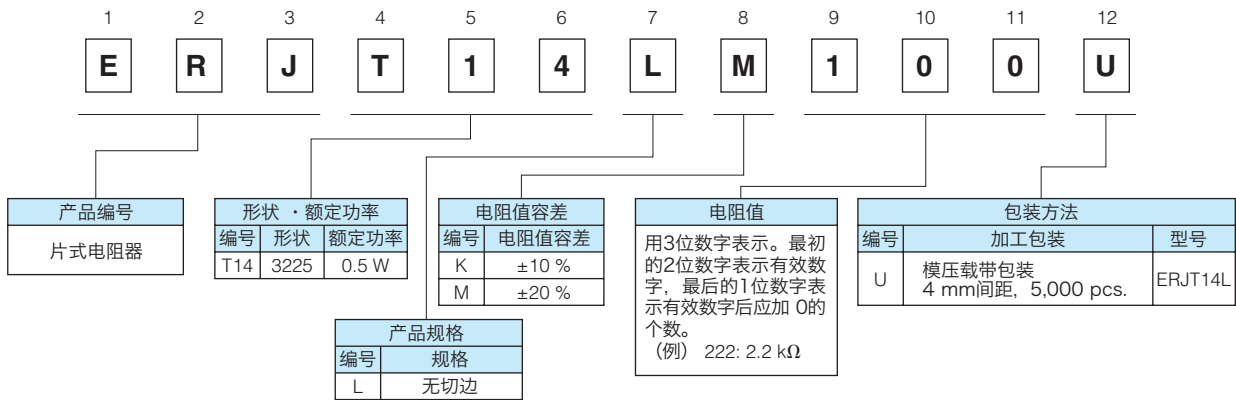 1 2 3 4 5 6 7 8 9 10 11 12
E R J T 1 4 L M 1 0 0 U
产品编号
片式电阻器
形状 ・额定功率
编号 形状 额定功率
T14 3225 0.5 W
产品规格
编号 规格
L 无切边
电阻值容差
编号 电阻值容差
K ±10 %
M ±20 %
电阻值
用3位数字表示。最初
的2位数字表示有效数
字，最后的1位数字表
示有效数字后应加 0的
个数。
（例） 222: 2.2 kΩ
包装方法
编号 加工包装 型号
U 模压载带包装 ERJT14L
4 mm间距，5,000 pcs.